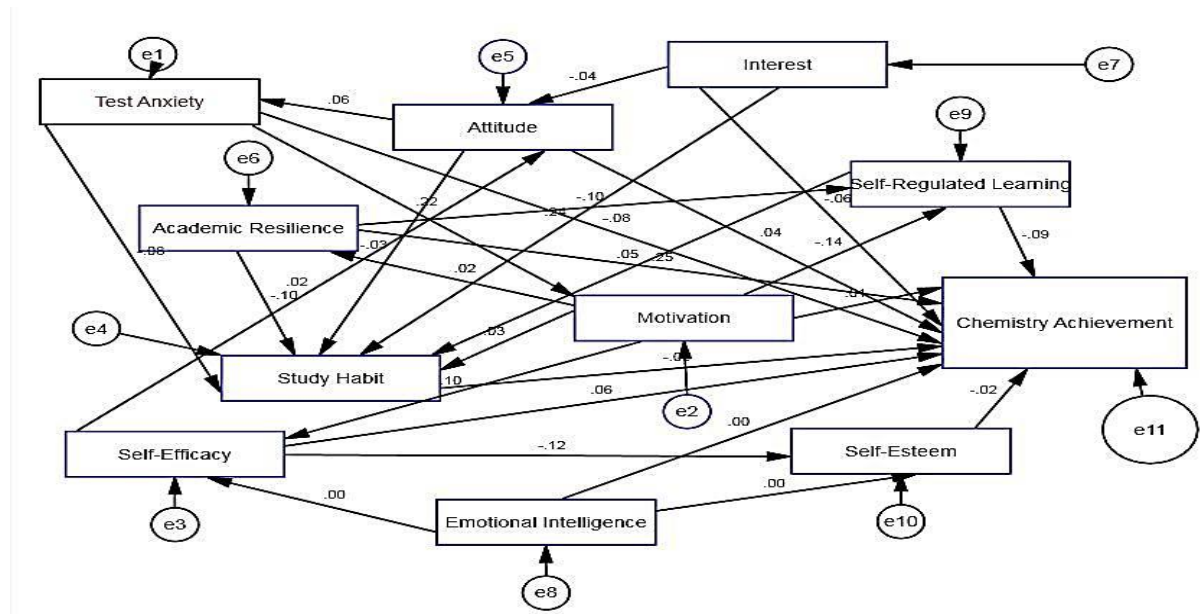 e1
e5
Interest
e7
-.04
Test Anxiety
.06
Attitude
e9
e6
Self-Regulated Learning
.22
.24
-.10
-.06
Academic Resilience
-.08
.04
-.09
-.08
-.03
.05
.25
-.14
.02
.02
-.10
.01
Motivation
Chemistry Achievement
e4
.03
Study Habit
.10
.06
e2
-.02
.00
e11
Self-Efficacy
-.12
Self-Esteem
.00
.00
e3
Emotional Intelligence
e10
e8